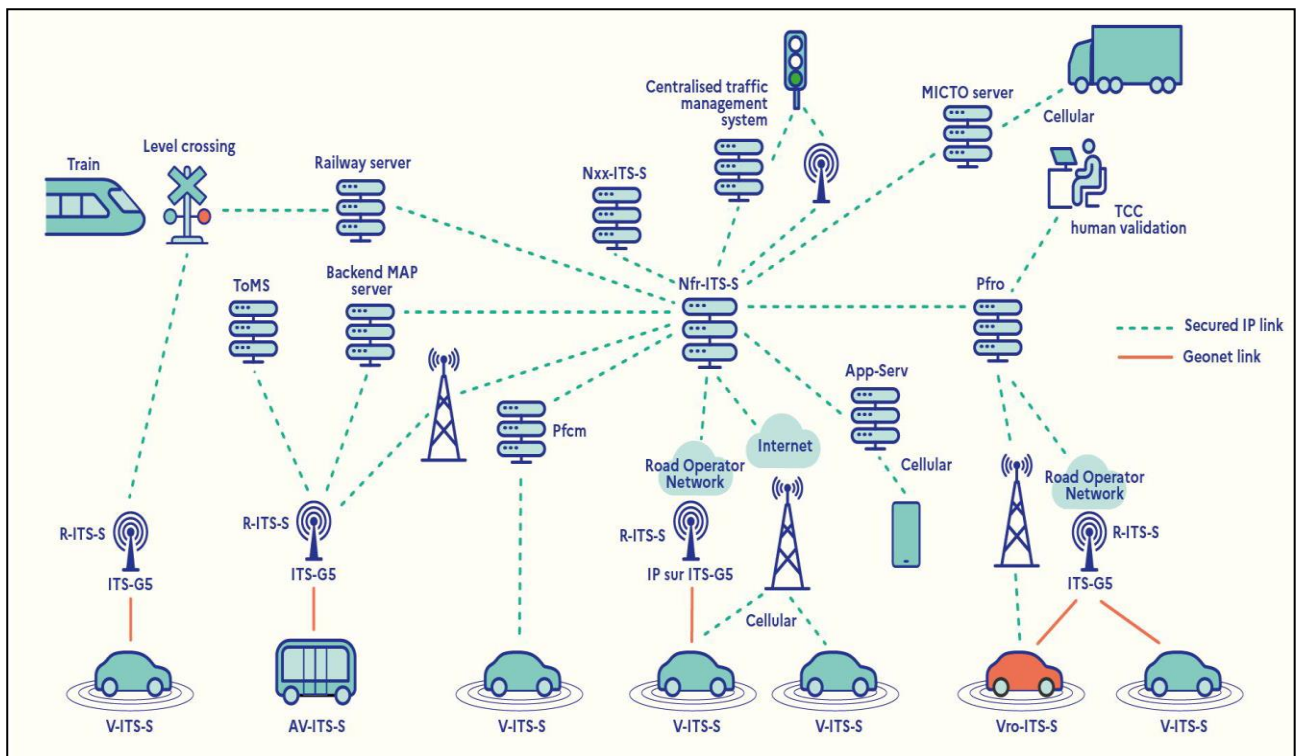 Centralised traffic
management
system
MICTO server
Cellular
Train
Level crossing
Railway server
Nxx-ITS-S
TCC
human validation
ToMS
Backend MAP
server
Nfr-ITS-S
Pfro
Secured IP link
Geonet link
App-Serv
Pfcm
Internet
Road Operator
Network
Cellular
Road Operator
Network
R-ITS-S
ITS-G5
R-ITS-S
ITS-G5
R-ITS-S
IP sur ITS-G5
Cellular
R-ITS-S
ITS-G5
V-ITS-S
AV-ITS-S
V-ITS-S
V-ITS-S
V-ITS-S
Vro-ITS-S
V-ITS-S